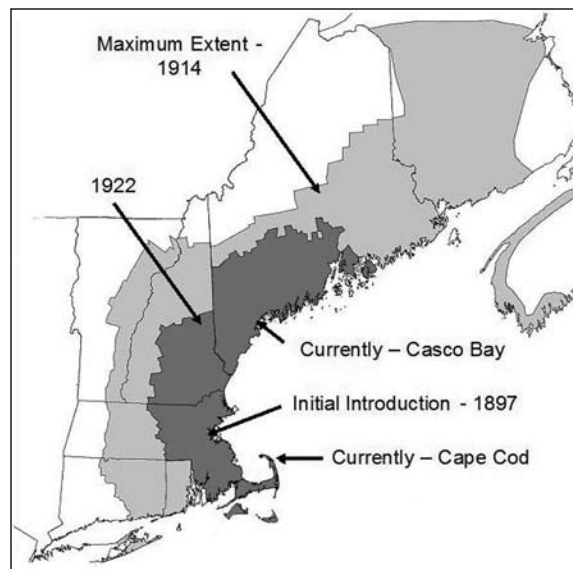 Maximum Extent -
1914
1922
Currently – Casco Bay
Initial Introduction - 1897
Currently – Cape Cod